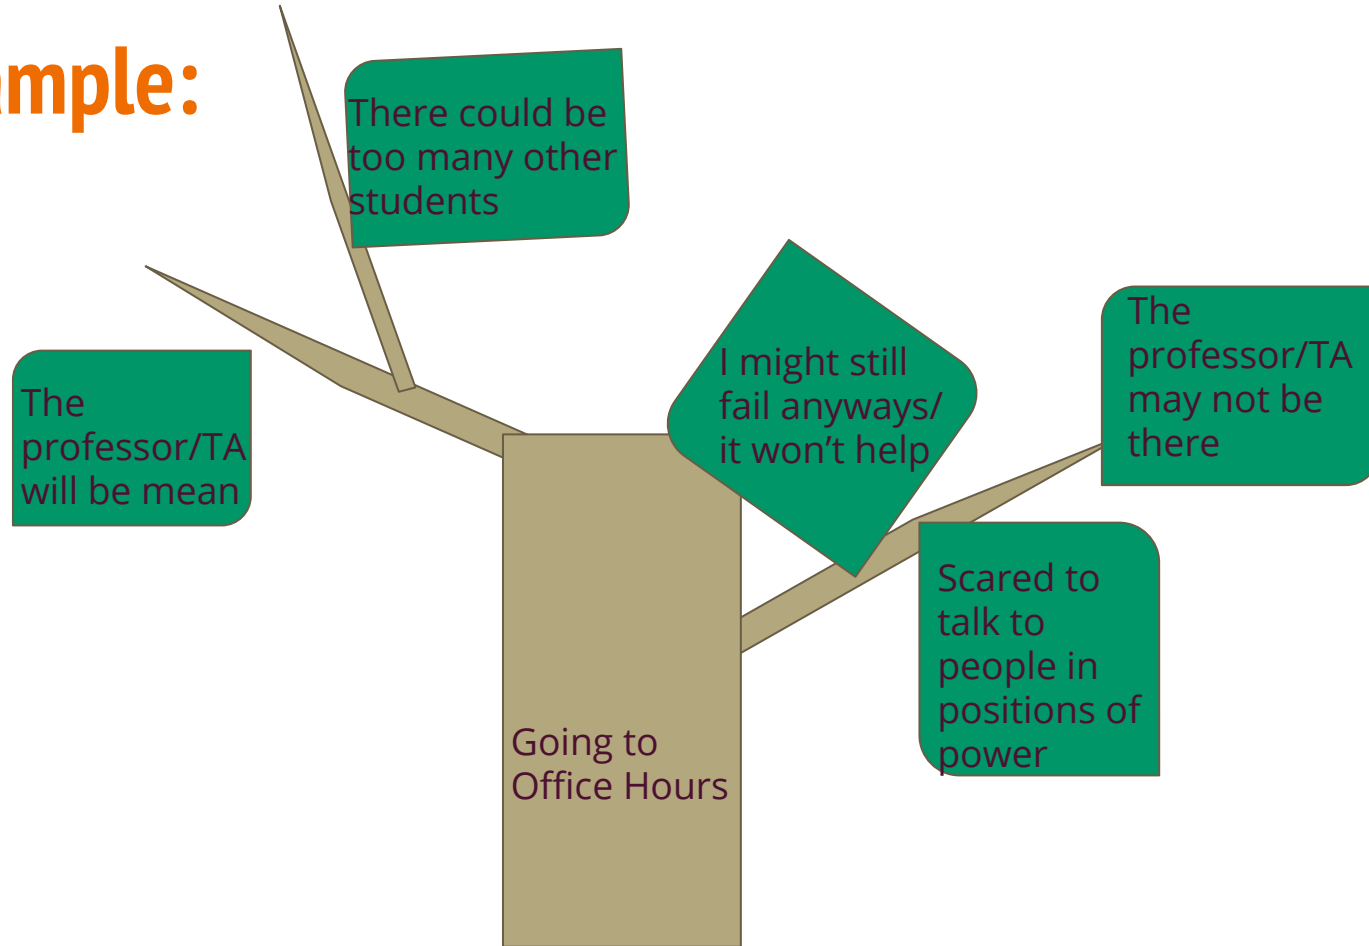 ample:
There could be
too many other
students
The
professor/TA
will be mean
I might still
fail anyways/
it won’t help
The
professor/TA
may not be
there
Scared to
talk to
people in
positions of
power
Going to
Office Hours